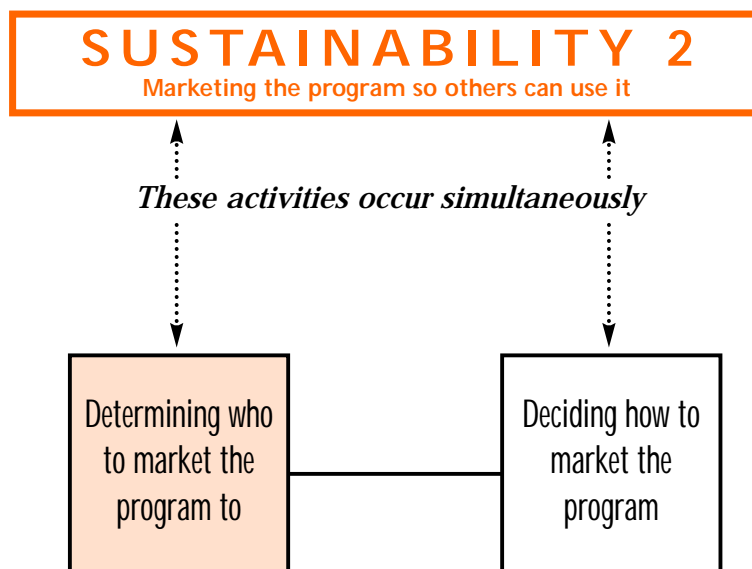 SUSTAINABILITY 2
Marketing the program so others can use it
These activities occur simultaneously
Determining who
to market the
program to
Deciding how to
market the
program